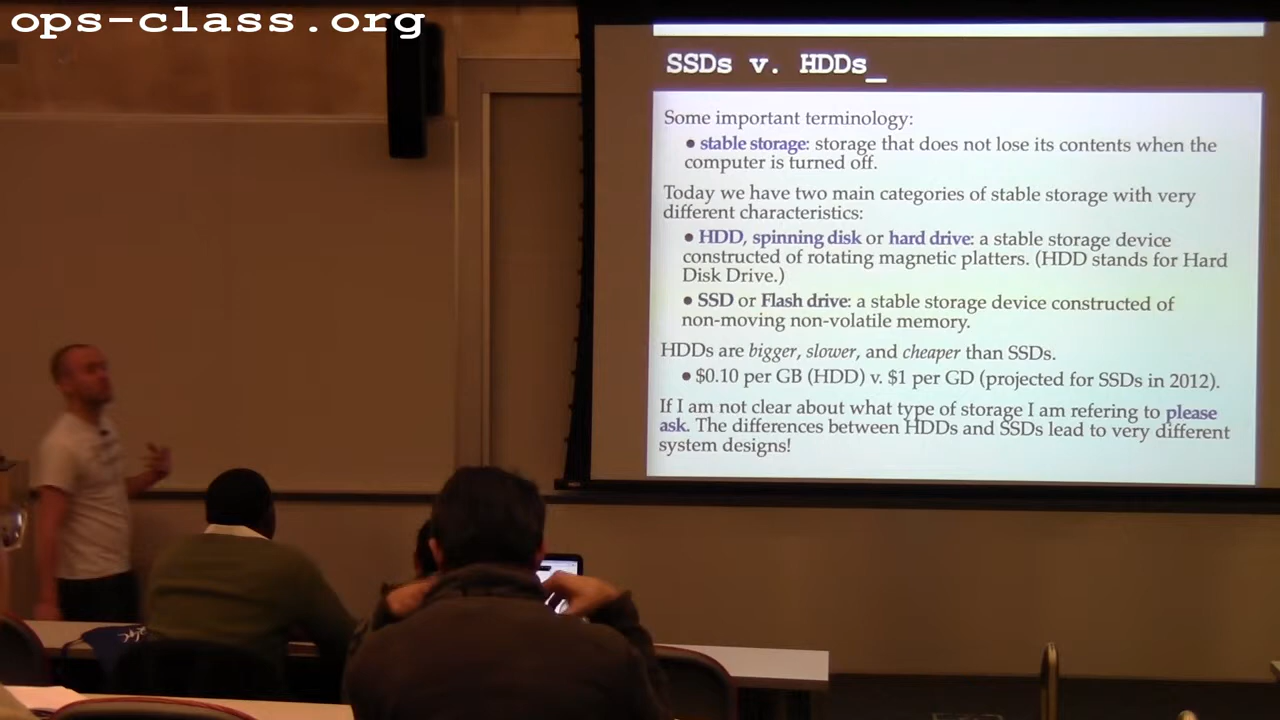 ops-class.org
SSDs v. HDDs_
Some important terminology:
• stable storage: storage that does not lose its contents when the
computer is turned off.
Today we have two main categories of stable storage with very
different characteristics:
• HDD, spinning disk or hard drive: a stable storage device
constructed of rotating magnetic platters. (HDD stands for Hard
Disk Drive.)
• SSD or Flash drive: a stable storage device constructed of
non-moving non-volatile memory.
HDDs are bigger, slower, and cheaper than SSDs.
• $0.10 per GB (HDD) v. $1 per GD (projected for SSDs in 2012).
If I am not clear about what type of storage I am refering to please
ask. The differences between HDDs and SSDs lead to very different
system designs!